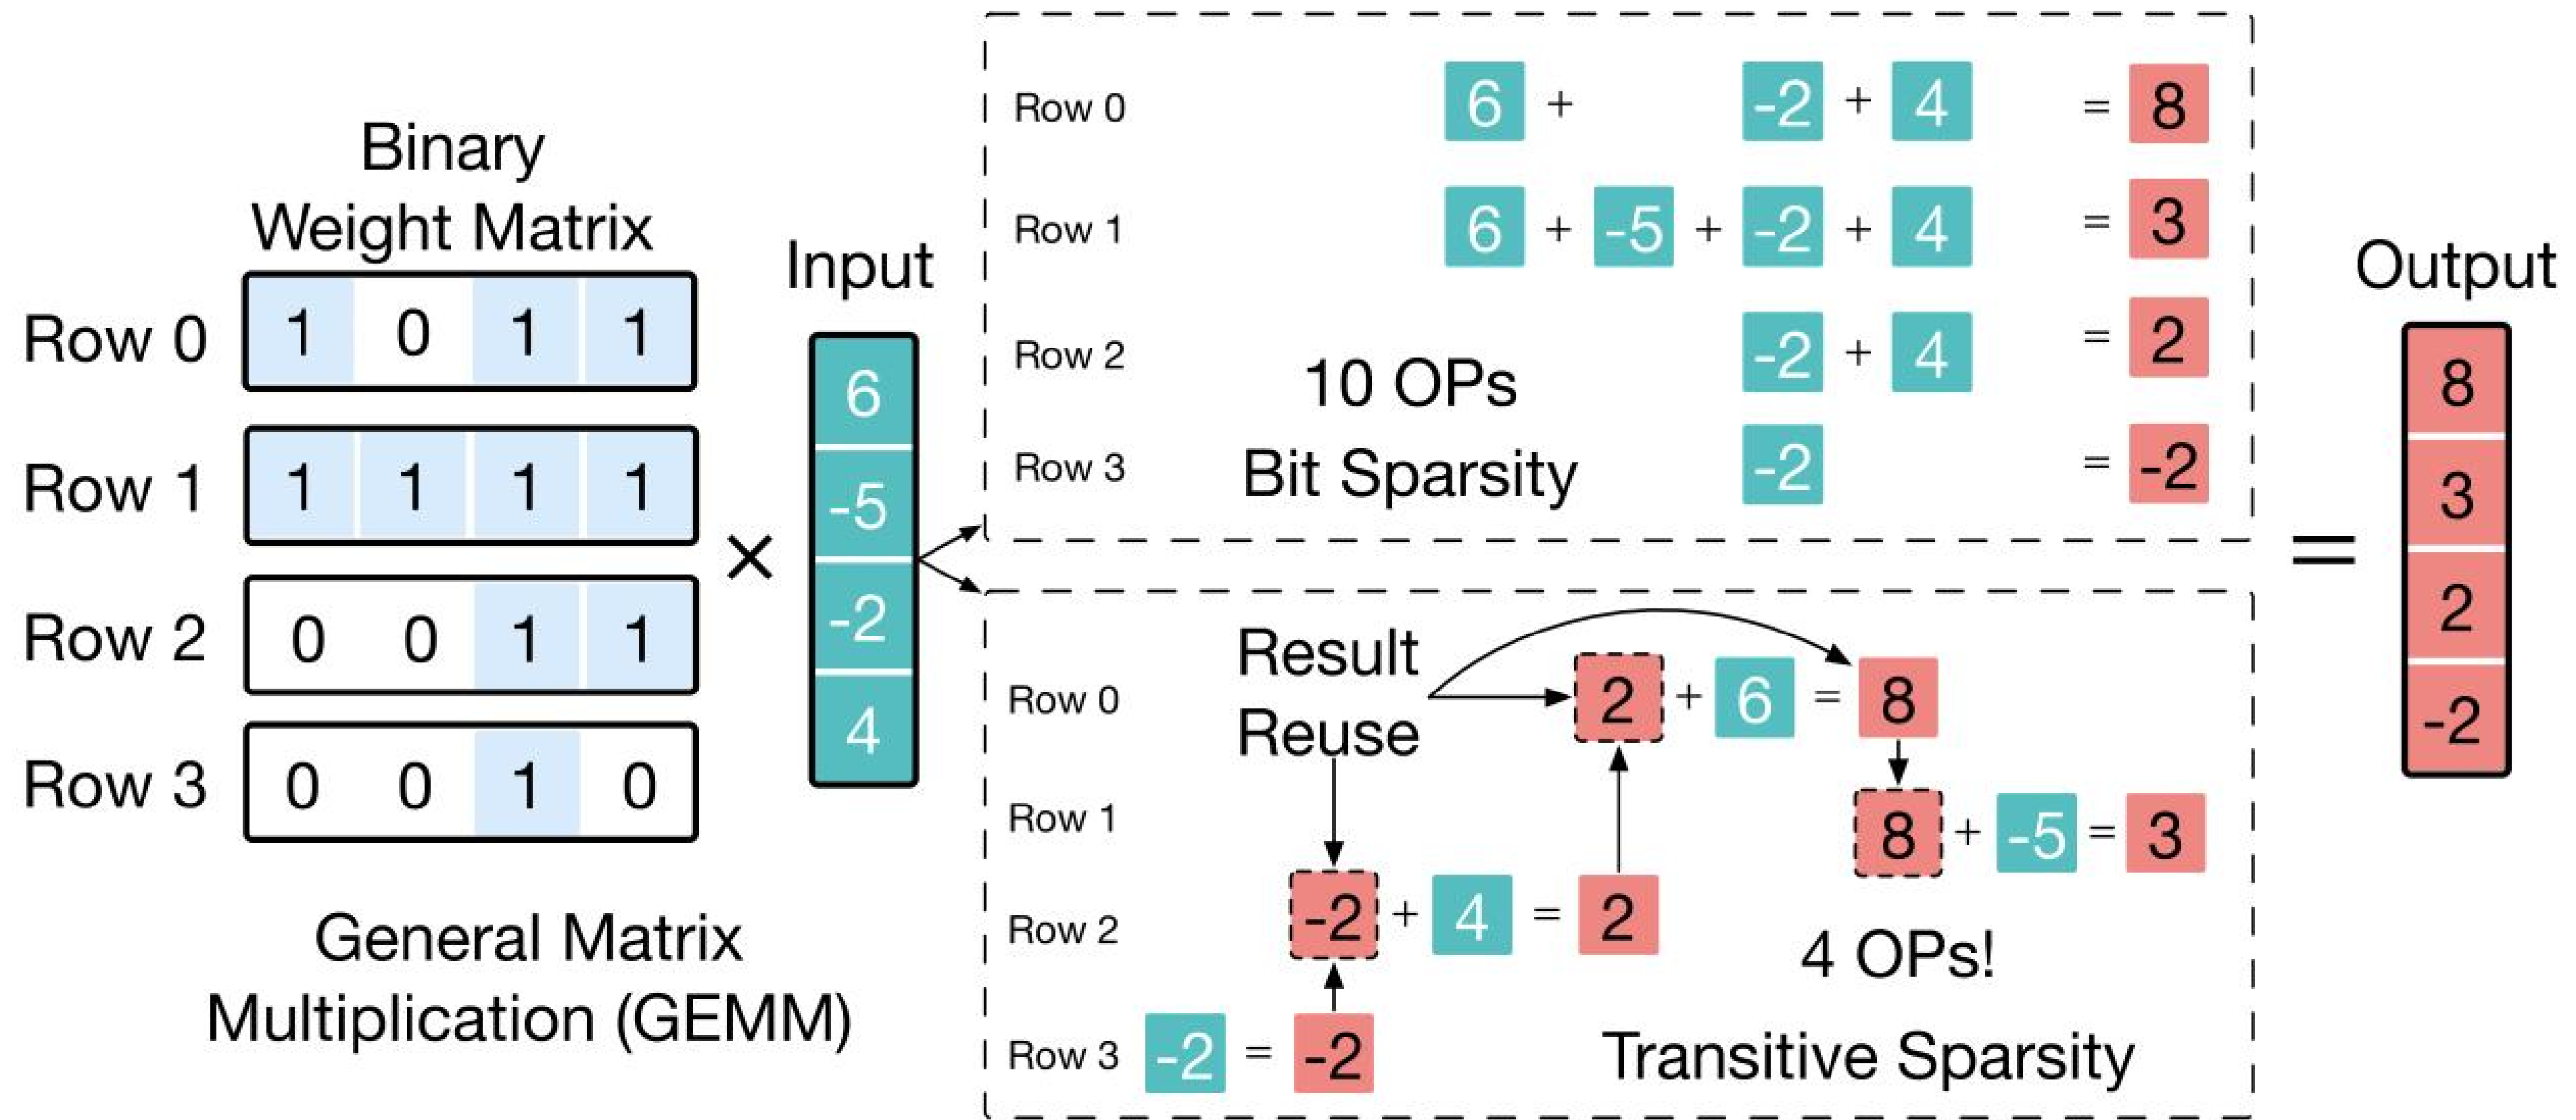 Binary
Weight Matrix
Row 0 1 0 1 1
Row 1 1 1 1 1
Row 2 0 0 1 1
Row 3 0 0 1 0
General Matrix
Multiplication (GEMM)
×
Input
6
-5
-2
4
Row 0 6 + -2 + 4 = 8
Row 1 6 + -5 + -2 + 4 = 3
Row 2 -2 + 4 = 2
Row 3 -2 = -2
10 OPs
Bit Sparsity
Result
Reuse
Row 0 2 + 6 = 8
Row 1 8 + -5 = 3
Row 2 -2 + 4 = 2
Row 3 -2 = -2
4 OPs!
Transitive Sparsity
=
Output
8
3
2
-2